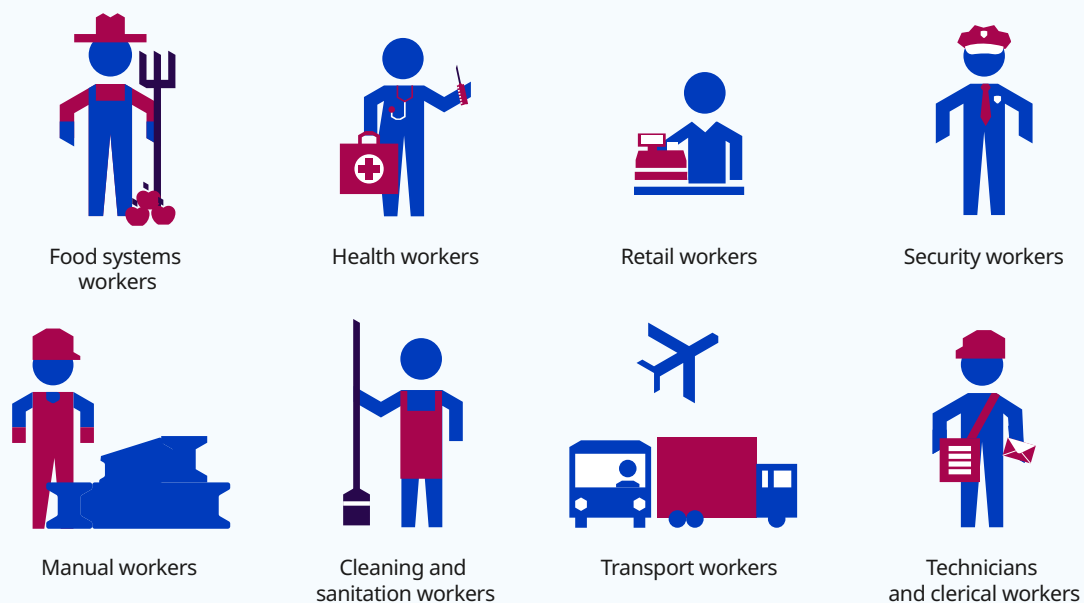 Food systems
workers
Health workers
Retail workers
Security workers
Manual workers
Cleaning and
sanitation workers
Transport workers
Technicians
and clerical workers